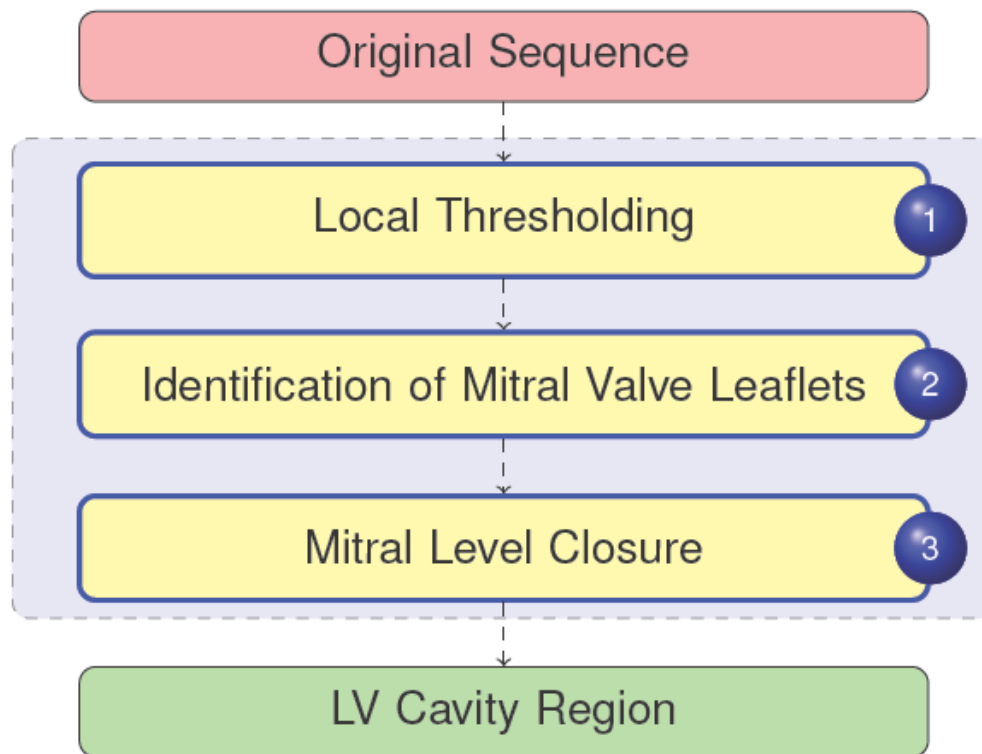 Original Sequence
Local Thresholding
1
Identification of Mitral Valve Leaflets
2
Mitral Level Closure
3
LV Cavity Region